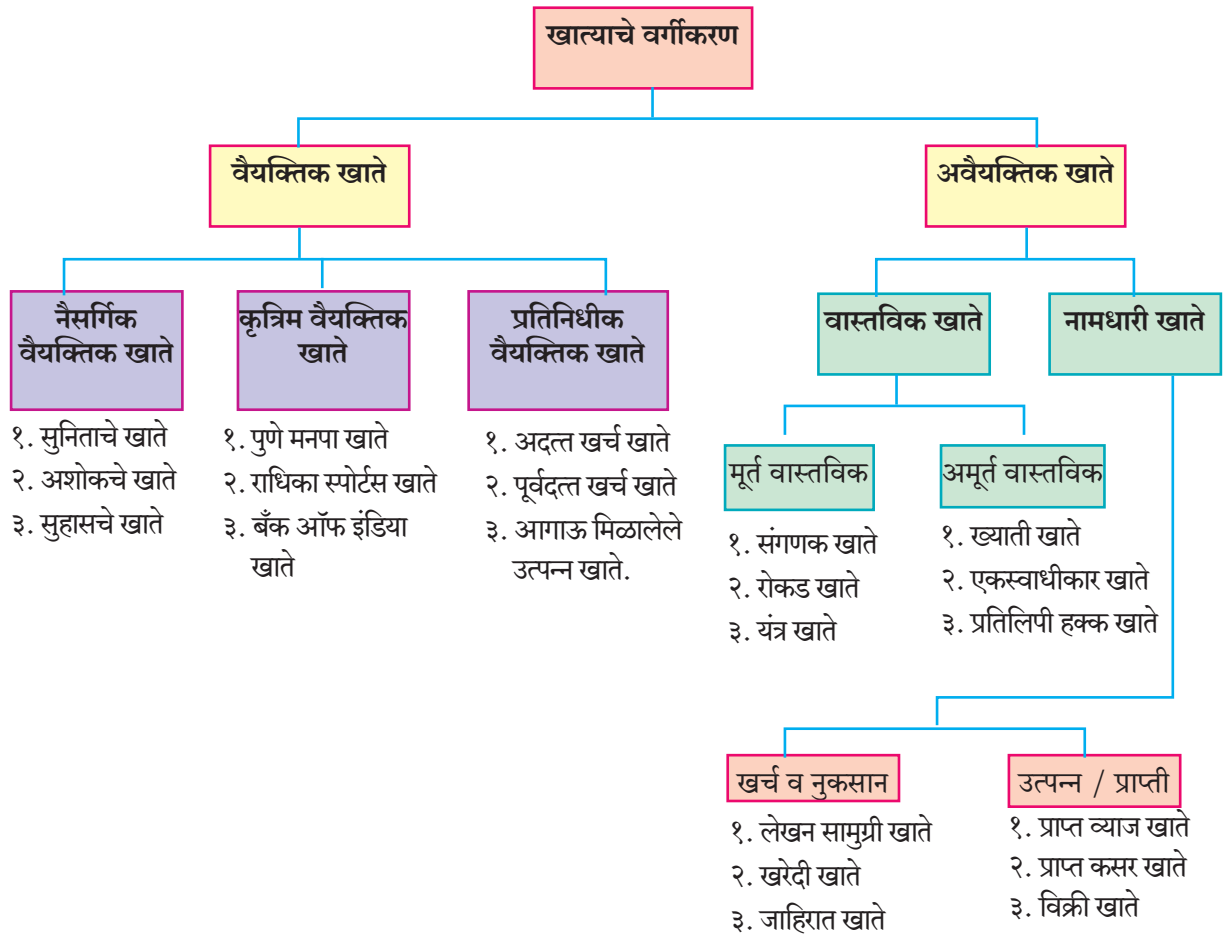 खात्याचे वर्गीकरण
वैयक्तिक खाते
अवैयक्तिक खाते
नैसर्गिक
वैयक्तिक खाते
कृत्रिम वैयक्तिक
खाते
प्रतिनिधीक
वैयक्तिक खाते
वास्तविक खाते
नामधारी खाते
१. सुनिताचे खाते
२. अशोकचे खाते
३. सुहासचे खाते
१. पुणे मनपा खाते
२. राधिका स्पोर्टस खाते
३. बँक ऑफ इंडिया
खाते
१. अदत्त खर्च खाते
२. पूर्वदत्त खर्च खाते
३. आगाऊ मिळालेले
उत्पन्न खाते.
मूर्त वास्तविक
१. संगणक खाते
२. रोकड खाते
३. यंत्र खाते
अमूर्त वास्तविक
१. ख्याती खाते
२. एकस्वाधीकार खाते
३. प्रतिलिपी हक्क खाते
खर्च व नुकसान
१. लेखन सामुग्री खाते
२. खरेदी खाते
३. जाहिरात खाते
उत्पन्न / प्राप्ती
१. प्राप्त व्याज खाते
२. प्राप्त कसर खाते
३. विक्री खाते